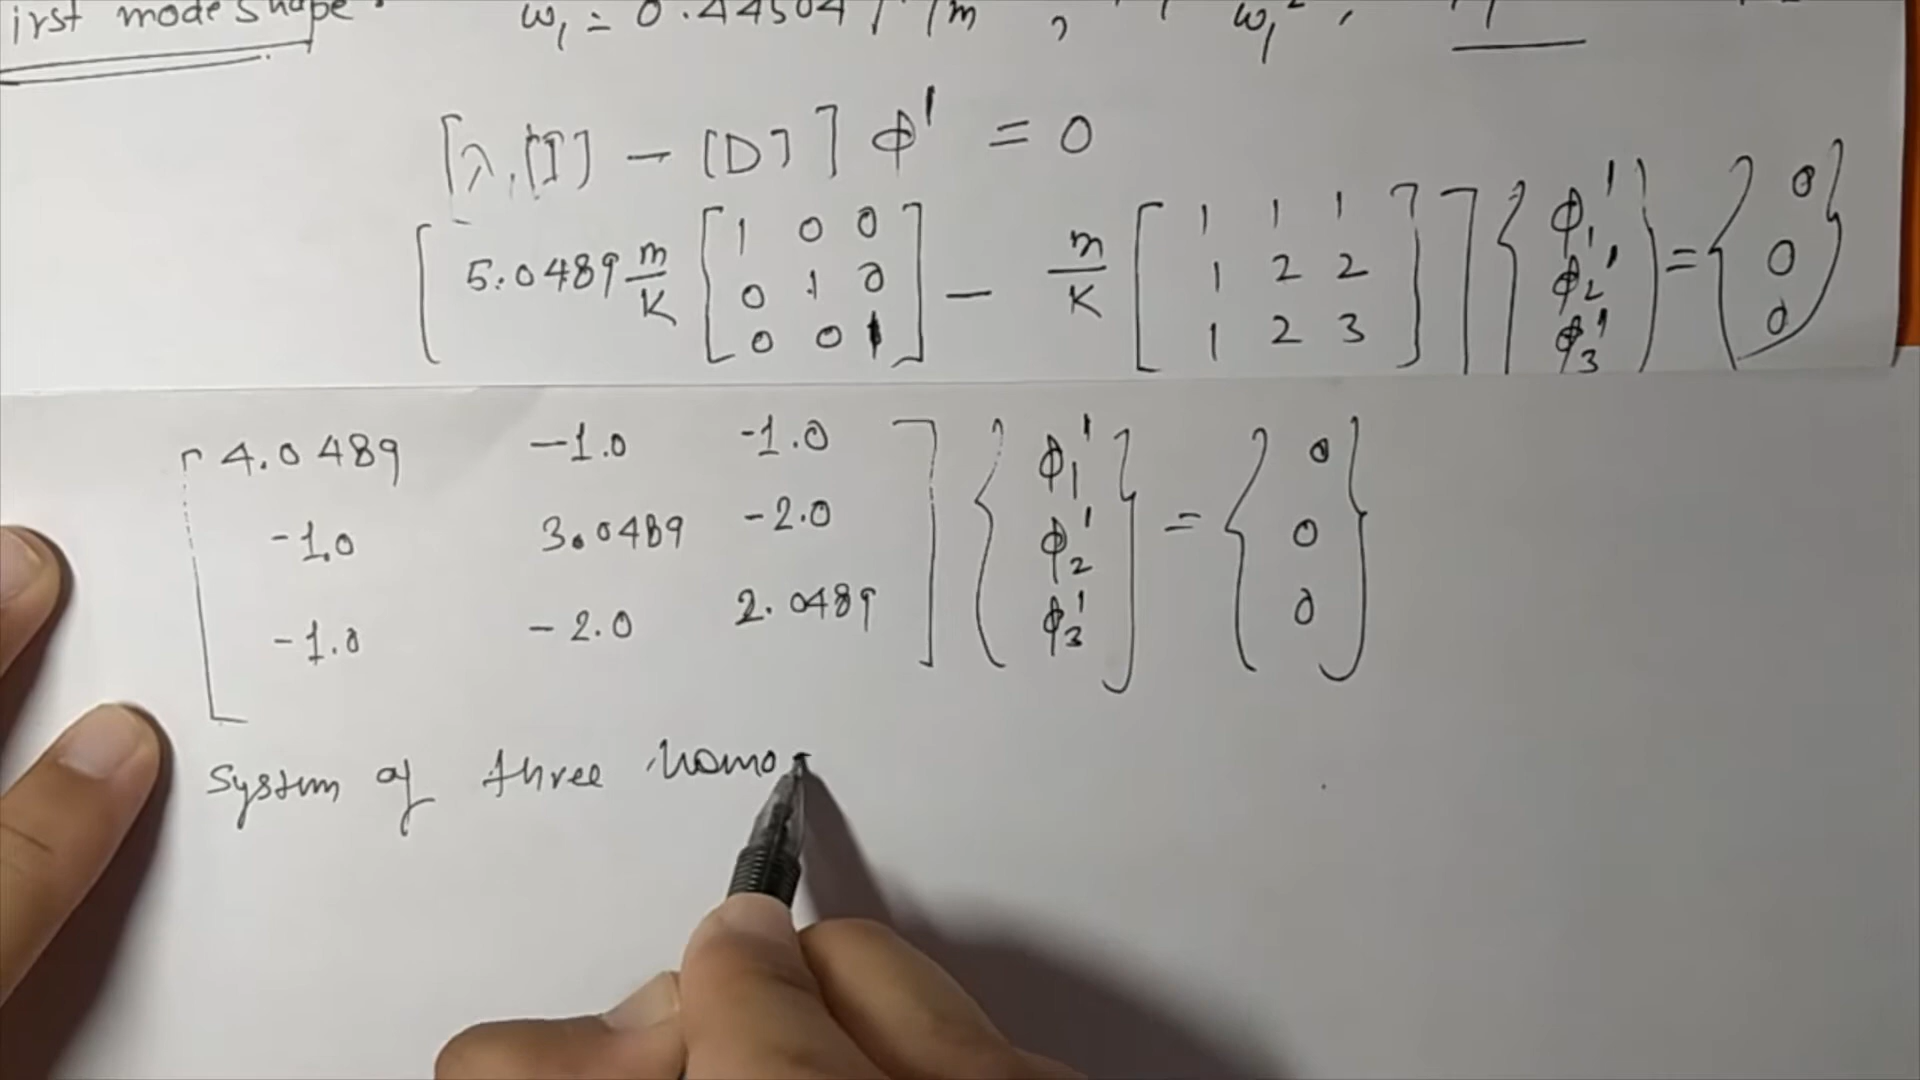 irst mode shape
ω₁ = 0.44504 √ /m , ω₁² ,
[λ₁[I] - [D]] ϕ¹ = 0
[ 5.0489 m/K [ 1 0 0
0 1 0
0 0 1 ] - m/K [ 1 1 1
1 2 2
1 2 3 ] ] { ϕ₁¹
ϕ₂¹
ϕ₃¹ } = { 0
0
0 }
[ 4.0489 -1.0 -1.0
-1.0 3.0489 -2.0
-1.0 -2.0 2.0489 ] { ϕ₁¹
ϕ₂¹
ϕ₃¹ } = { 0
0
0 }
System of three homo